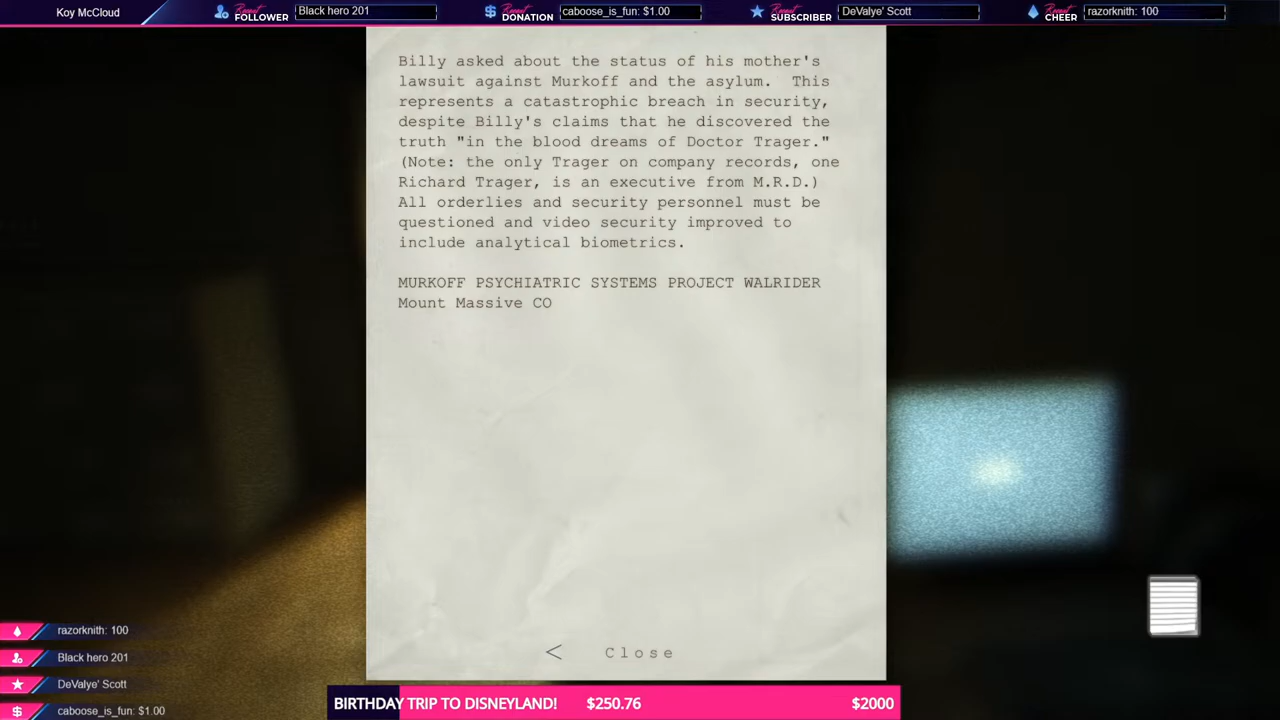 Koy McCloud
Recent FOLLOWER
Black hero 201
Recent DONATION
caboose_is_fun: $1.00
Recent SUBSCRIBER
DeValye' Scott
Recent CHEER
razorknith: 100
Billy asked about the status of his mother's
lawsuit against Murkoff and the asylum. This
represents a catastrophic breach in security,
despite Billy's claims that he discovered the
truth "in the blood dreams of Doctor Trager."
(Note: the only Trager on company records, one
Richard Trager, is an executive from M.R.D.)
All orderlies and security personnel must be
questioned and video security improved to
include analytical biometrics.
MURKOFF PSYCHIATRIC SYSTEMS PROJECT WALRIDER
Mount Massive CO
< Close
razorknith: 100
Black hero 201
DeValye' Scott
caboose_is_fun: $1.00
BIRTHDAY TRIP TO DISNEYLAND! $250.76 $2000